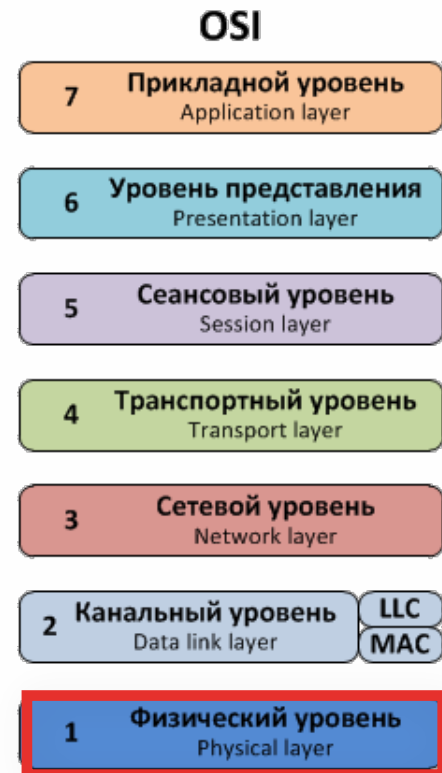 OSI
7 Прикладной уровень
Application layer
6 Уровень представления
Presentation layer
5 Сеансовый уровень
Session layer
4 Транспортный уровень
Transport layer
3 Сетевой уровень
Network layer
2 Канальный уровень LLC
Data link layer MAC
1 Физический уровень
Physical layer